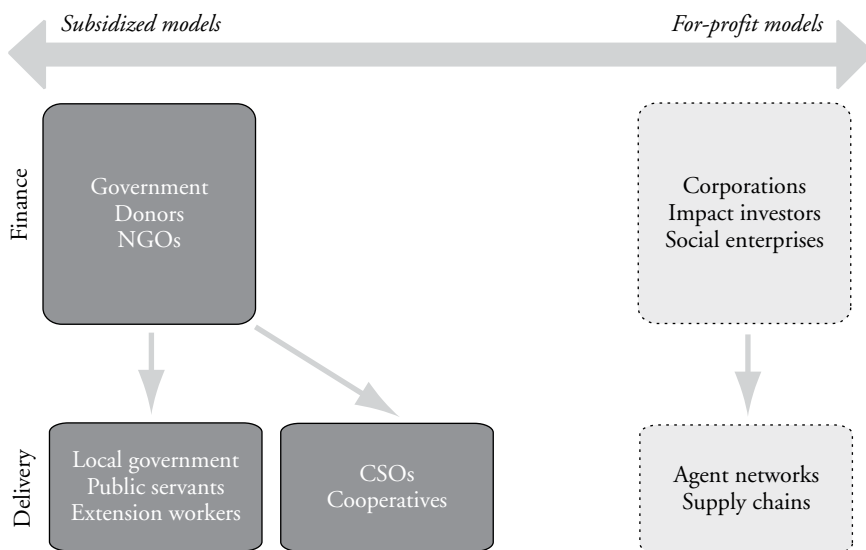 Subsidized models
For-profit models
Finance
Government
Donors
NGOs
Corporations
Impact investors
Social enterprises
Delivery
Local government
Public servants
Extension workers
CSOs
Cooperatives
Agent networks
Supply chains